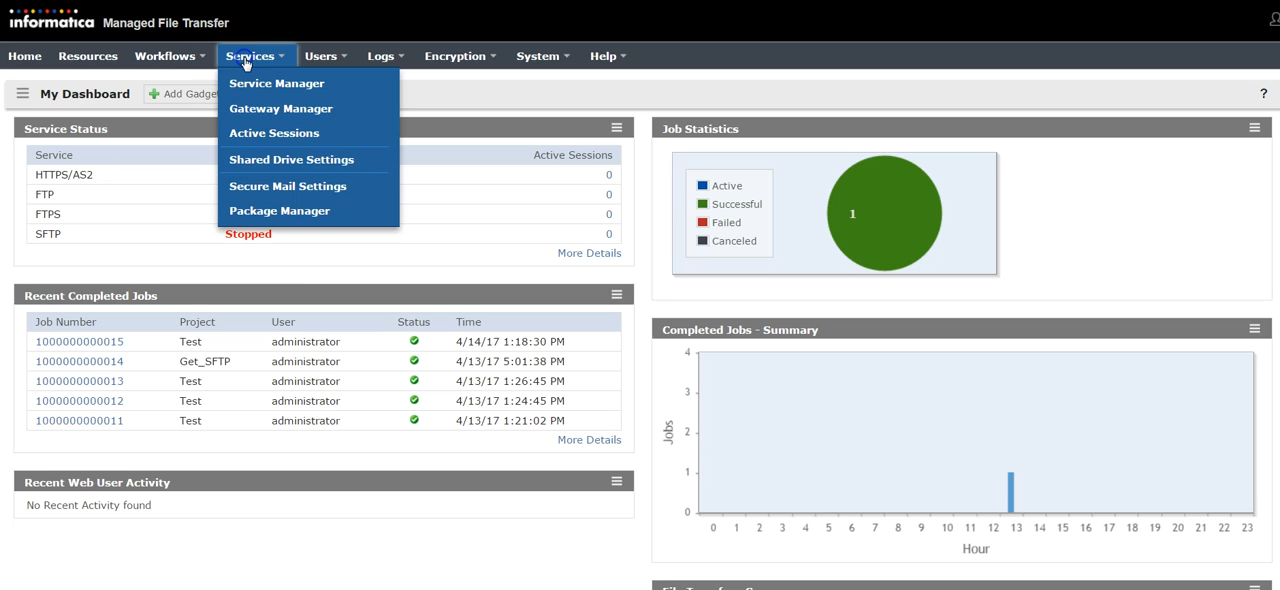 informatica Managed File Transfer
Home Resources Workflows Services Users Logs Encryption System Help
My Dashboard Add Gadge ?
Service Manager
Gateway Manager
Active Sessions
Shared Drive Settings
Secure Mail Settings
Package Manager
Service Status
Service Active Sessions
HTTPS/AS2 0
FTP 0
FTPS 0
SFTP Stopped 0
More Details
Recent Completed Jobs
Job Number Project User Status Time
1000000000015 Test administrator 4/14/17 1:18:30 PM
1000000000014 Get_SFTP administrator 4/13/17 5:01:38 PM
1000000000013 Test administrator 4/13/17 1:26:45 PM
1000000000012 Test administrator 4/13/17 1:24:45 PM
1000000000011 Test administrator 4/13/17 1:21:02 PM
More Details
Recent Web User Activity
No Recent Activity found
Job Statistics
Active
Successful
Failed
Canceled
1
Completed Jobs - Summary
4
3
2
1
0
Jobs
0 1 2 3 4 5 6 7 8 9 10 11 12 13 14 15 16 17 18 19 20 21 22 23
Hour